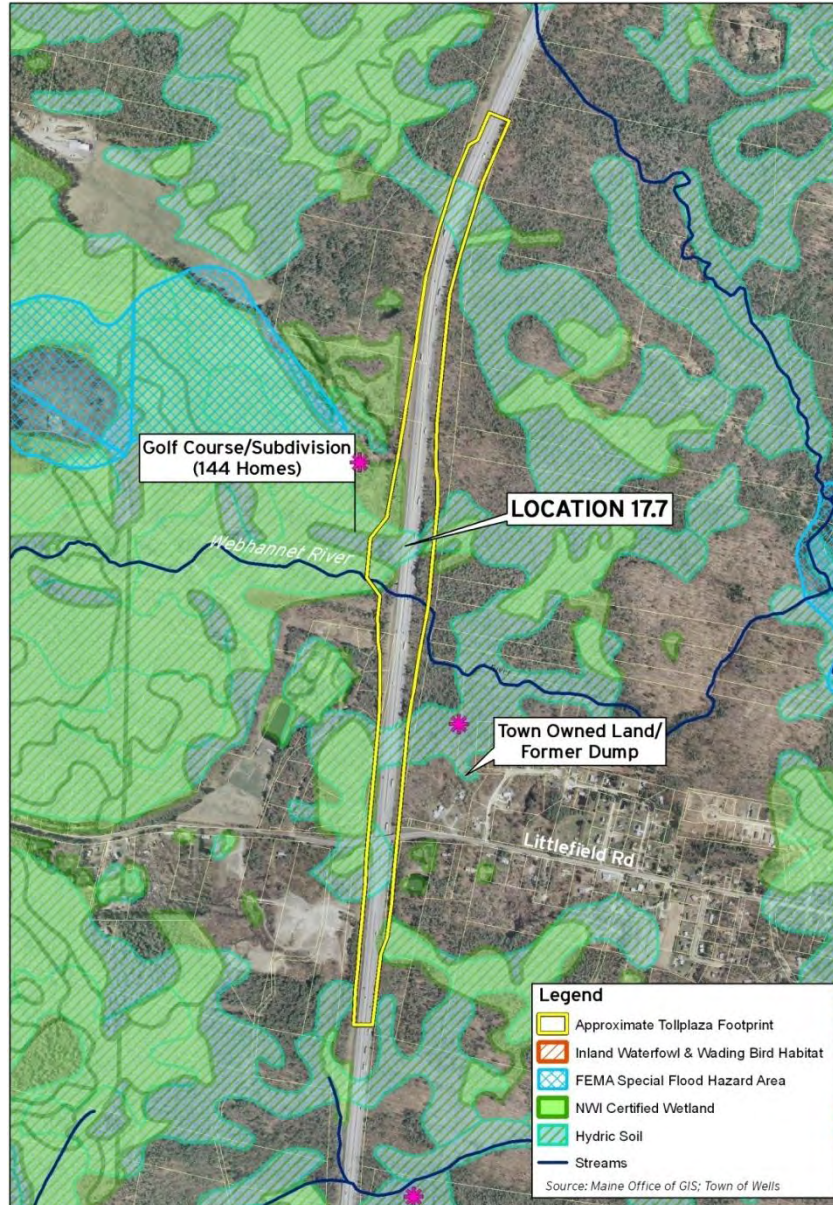 Golf Course/Subdivision
(144 Homes)
LOCATION 17.7
Webhannet River
Town Owned Land/
Former Dump
Littlefield Rd
Legend
Approximate Tollplaza Footprint
Inland Waterfowl & Wading Bird Habitat
FEMA Special Flood Hazard Area
NWI Certified Wetland
Hydric Soil
Streams
Source: Maine Office of GIS; Town of Wells